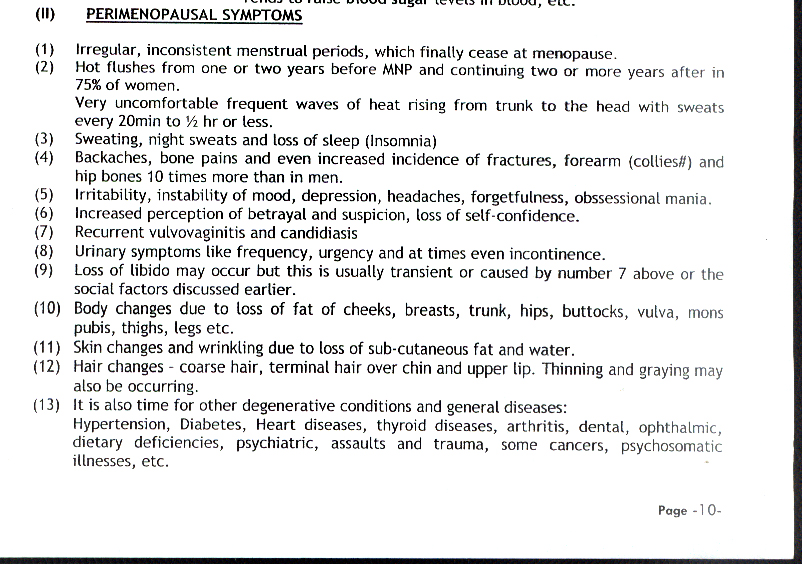 Tends to raise blood sugar levels in blood, etc.
(II) PERIMENOPAUSAL SYMPTOMS
(1) Irregular, inconsistent menstrual periods, which finally cease at menopause.
(2) Hot flushes from one or two years before MNP and continuing two or more years after in
75% of women.
Very uncomfortable frequent waves of heat rising from trunk to the head with sweats
every 20min to ½ hr or less.
(3) Sweating, night sweats and loss of sleep (Insomnia)
(4) Backaches, bone pains and even increased incidence of fractures, forearm (collies#) and
hip bones 10 times more than in men.
(5) Irritability, instability of mood, depression, headaches, forgetfulness, obssessional mania.
(6) Increased perception of betrayal and suspicion, loss of self-confidence.
(7) Recurrent vulvovaginitis and candidiasis
(8) Urinary symptoms like frequency, urgency and at times even incontinence.
(9) Loss of libido may occur but this is usually transient or caused by number 7 above or the
social factors discussed earlier.
(10) Body changes due to loss of fat of cheeks, breasts, trunk, hips, buttocks, vulva, mons
pubis, thighs, legs etc.
(11) Skin changes and wrinkling due to loss of sub-cutaneous fat and water.
(12) Hair changes - coarse hair, terminal hair over chin and upper lip. Thinning and graying may
also be occurring.
(13) It is also time for other degenerative conditions and general diseases:
Hypertension, Diabetes, Heart diseases, thyroid diseases, arthritis, dental, ophthalmic,
dietary deficiencies, psychiatric, assaults and trauma, some cancers, psychosomatic
illnesses, etc.
Page -10-